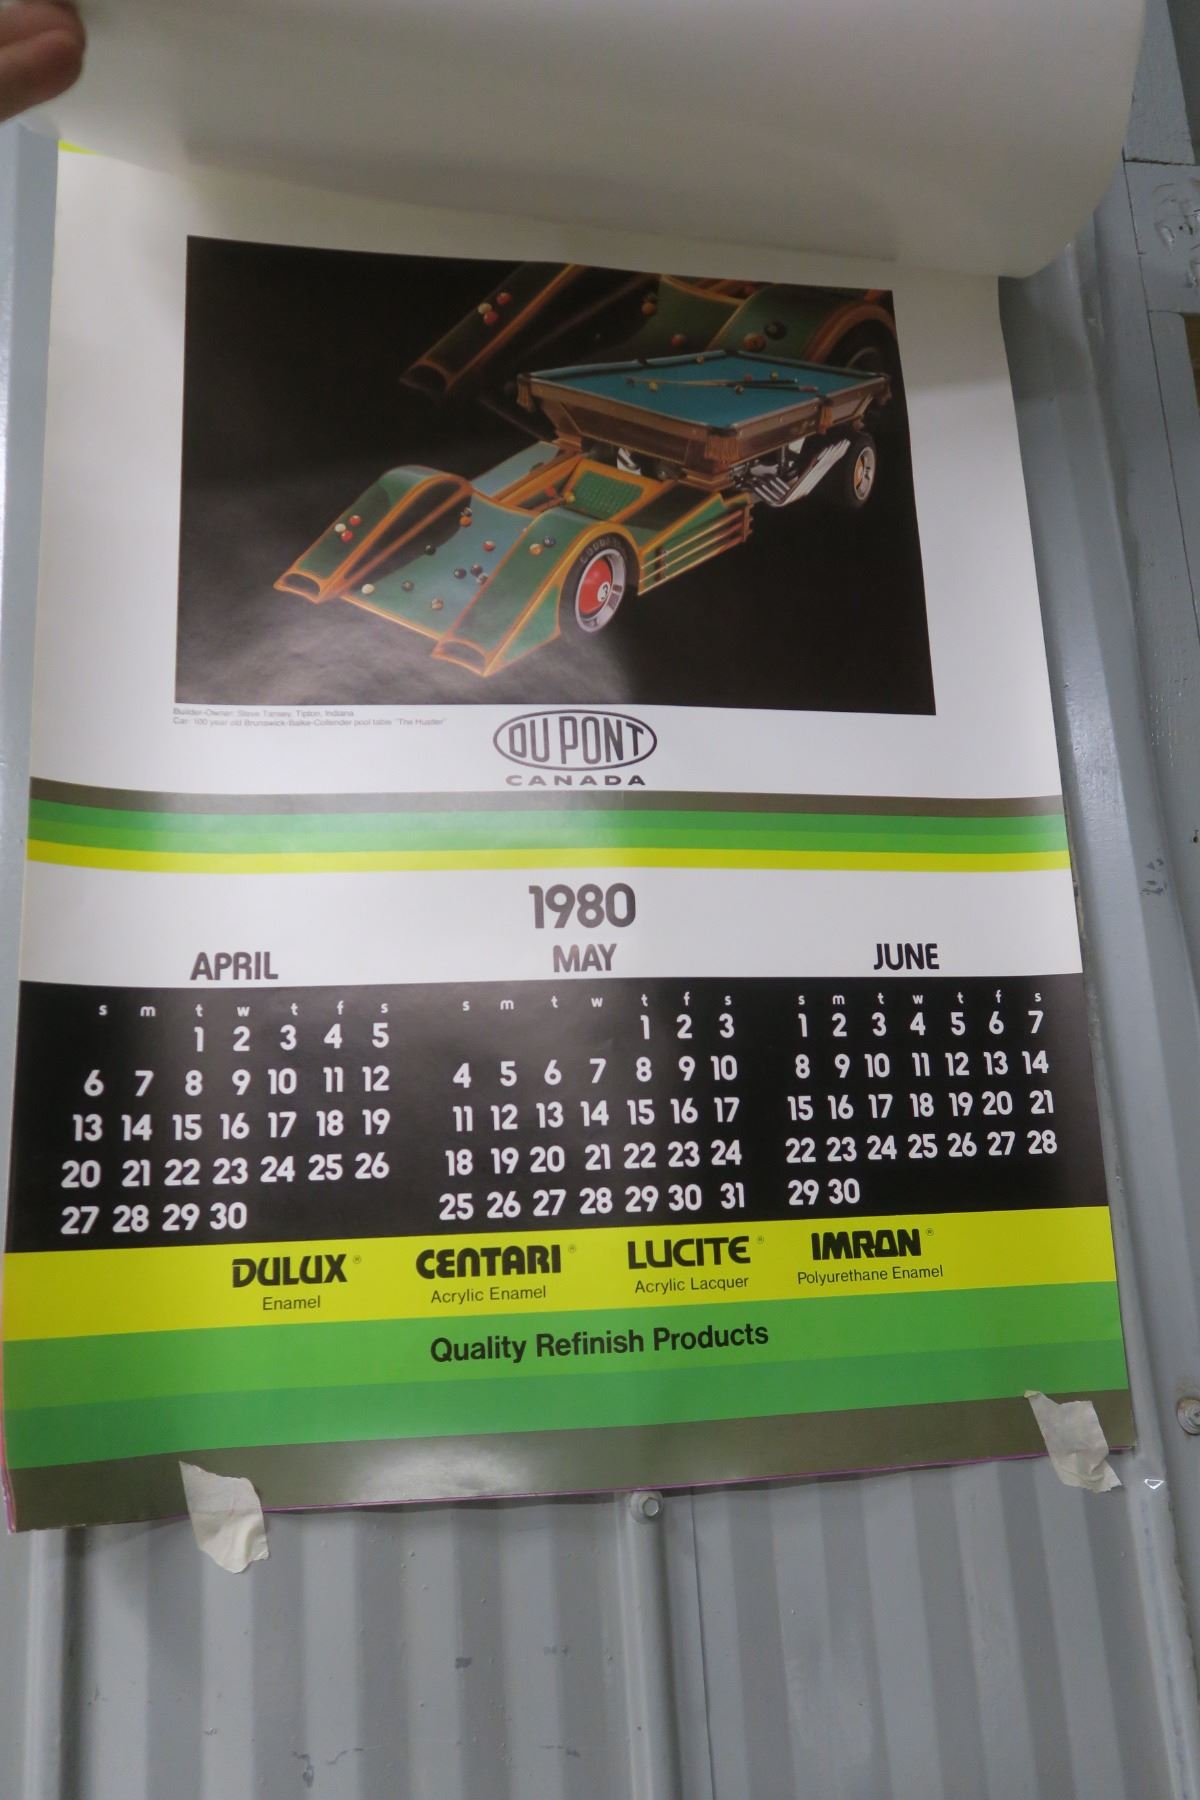 Builder-Owner: Steve Tansey, Tipton, Indiana
Car: 100 year old Brunswick-Balke-Collender pool table "The Hustler"
DU PONT
CANADA
1980
APRIL
s m t w t f s
1 2 3 4 5
6 7 8 9 10 11 12
13 14 15 16 17 18 19
20 21 22 23 24 25 26
27 28 29 30
MAY
s m t w t f s
1 2 3
4 5 6 7 8 9 10
11 12 13 14 15 16 17
18 19 20 21 22 23 24
25 26 27 28 29 30 31
JUNE
s m t w t f s
1 2 3 4 5 6 7
8 9 10 11 12 13 14
15 16 17 18 19 20 21
22 23 24 25 26 27 28
29 30
DULUX®
Enamel
CENTARI®
Acrylic Enamel
LUCITE®
Acrylic Lacquer
IMRON®
Polyurethane Enamel
Quality Refinish Products